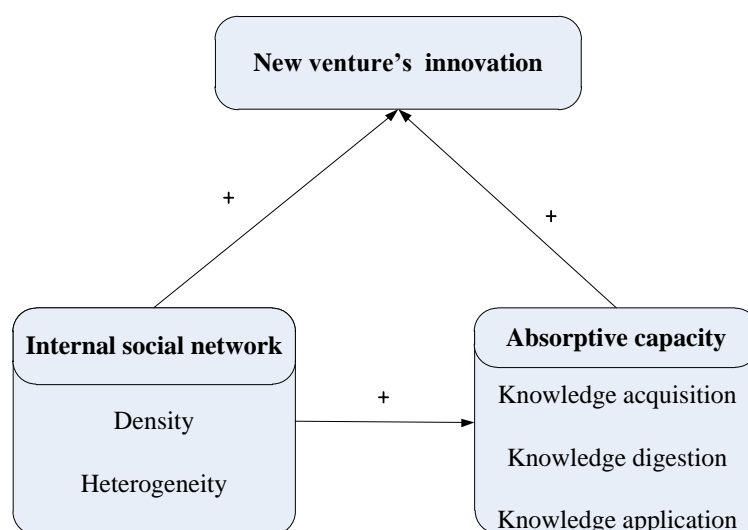 New venture's innovation
+
+
Internal social network
Absorptive capacity
Knowledge acquisition
+
Density
Knowledge digestion
Heterogeneity
Knowledge application